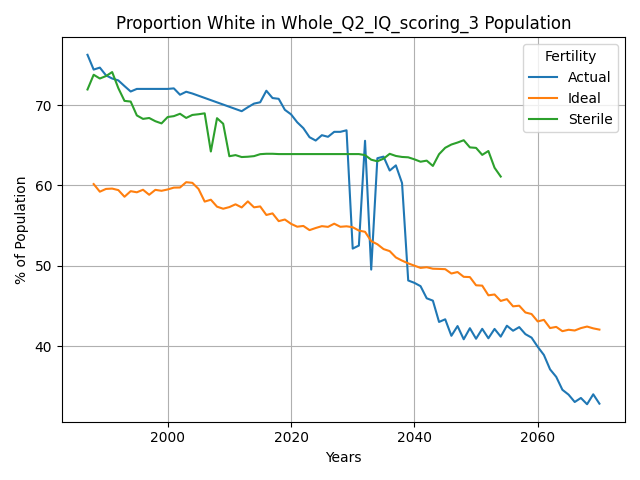 Proportion White in Whole_Q2_IQ_scoring_3 Population
Fertility
Actual
Ideal
Sterile
% of Population
70
60
50
40
2000
2020
2040
2060
Years